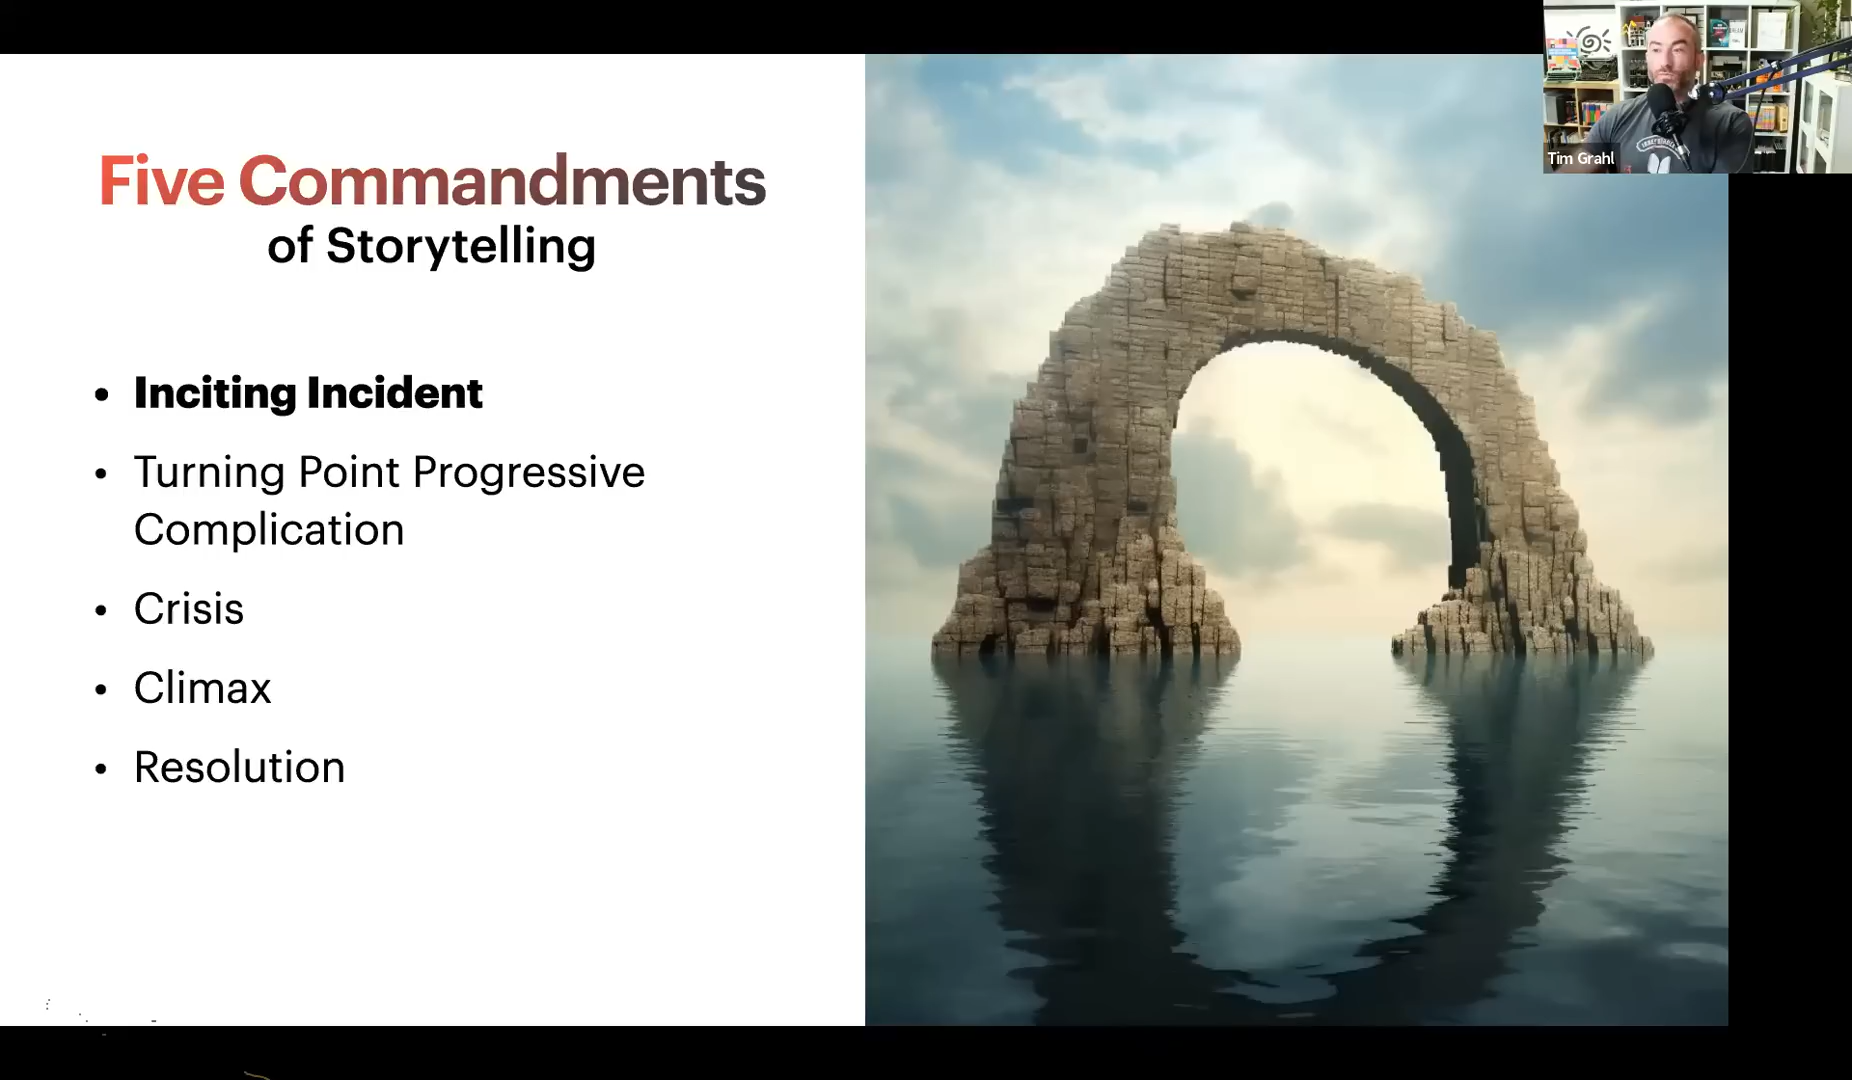 Five Commandments
of Storytelling
• Inciting Incident
• Turning Point Progressive
Complication
• Crisis
• Climax
• Resolution
Tim Grahl